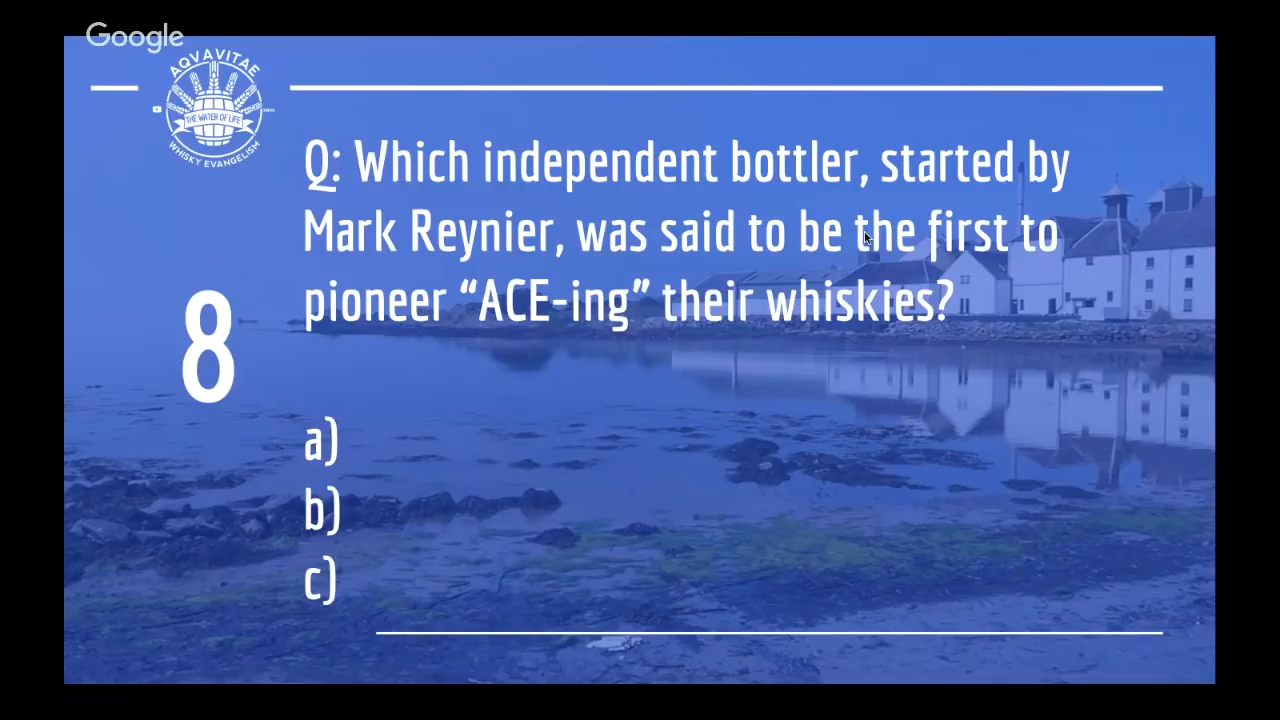 Google
AQVAVITAE
THE WATER OF LIFE
WHISKY EVANGELISM
Q: Which independent bottler, started by
Mark Reynier, was said to be the first to
pioneer “ACE-ing” their whiskies?
8
a)
b)
c)